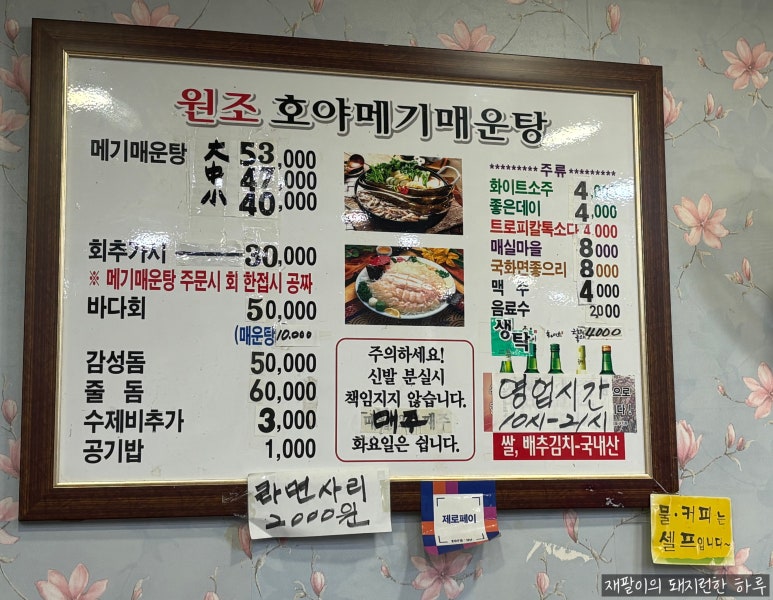 원조 호야메기매운탕
메기매운탕 大 53,000
中 47,000
小 40,000
회추가시 30,000
※ 메기매운탕 주문시 회 한접시 공짜
바다회 50,000
(매운탕 10.000
감성돔 50,000
줄 돔 60,000
수제비추가 3,000
공기밥 1,000
주의하세요!
신발 분실시
책임지지 않습니다.
매주
화요일은 쉽니다.
********* 주류 *********
화이트소주 4,000
좋은데이 4,000
트로피칼톡소다 4,000
매실마을 8,000
국화면좋으리 8,000
맥 주 4,000
음료수 2,000
생탁 4,000
영업시간
10시-21시
쌀, 배추김치-국내산
라면사리
2000원
제로페이
물·커피는
셀프입니다~
재팔이의 돼지런한 하루